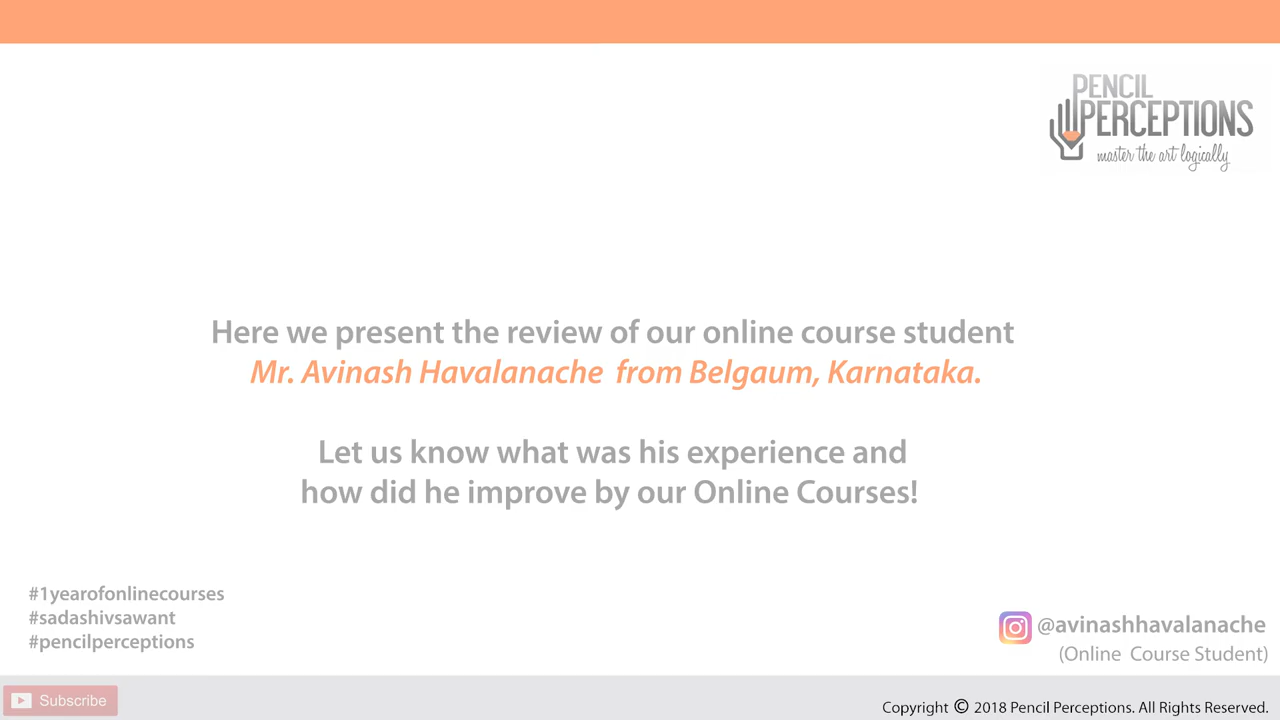 PENCIL
PERCEPTIONS
master the art logically
Here we present the review of our online course student
Mr. Avinash Havalanache from Belgaum, Karnataka.
Let us know what was his experience and
how did he improve by our Online Courses!
#1yearofonlinecourses
#sadashivsawant
#pencilperceptions
@avinashhavalanache
(Online Course Student)
Subscribe
Copyright © 2018 Pencil Perceptions. All Rights Reserved.